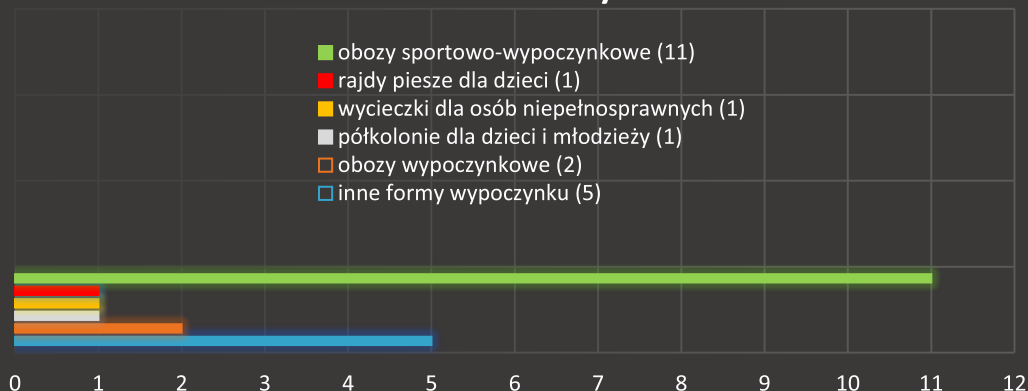 obozy sportowo-wypoczynkowe (11)
rajdy piesze dla dzieci (1)
wycieczki dla osób niepełnosprawnych (1)
półkolonie dla dzieci i młodzieży (1)
obozy wypoczynkowe (2)
inne formy wypoczynku (5)
0 1 2 3 4 5 6 7 8 9 10 11 12